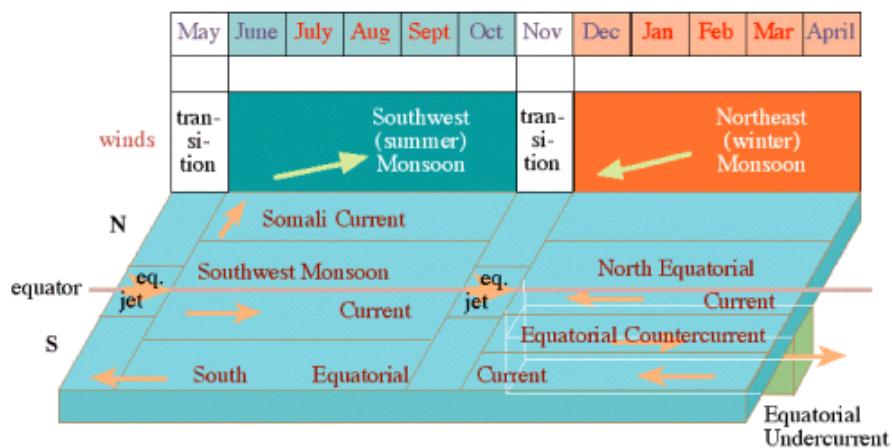 May June July Aug Sept Oct Nov Dec Jan Feb Mar April
winds
tran-
si-
tion
Southwest
(summer)
Monsoon
tran-
si-
tion
Northeast
(winter)
Monsoon
N
Somali Current
equator
eq.
jet
Southwest Monsoon
Current
eq.
jet
North Equatorial
Current
S
Equatorial Countercurrent
South Equatorial Current
Equatorial
Undercurrent